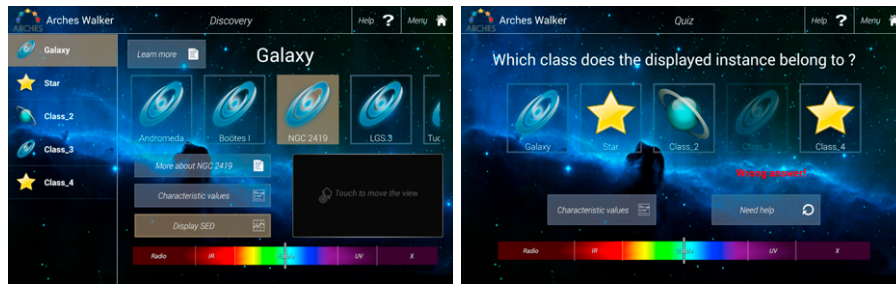 ARCHES
Arches Walker
Discovery
Help ?
Menu
Galaxy
Star
Class_2
Class_3
Class_4
Learn more
Galaxy
Andromeda
Bootes I
NGC 2419
LGS 3
Tuc
More about NGC 2419
Characteristic values
Display SED
Touch to move the view
Radio
IR
UV
X
ARCHES
Arches Walker
Quiz
Help ?
Menu
Which class does the displayed instance belong to ?
Galaxy
Star
Class_2
Class_3
Class_4
Wrong answer!
Characteristic values
Need help
Radio
IR
UV
X